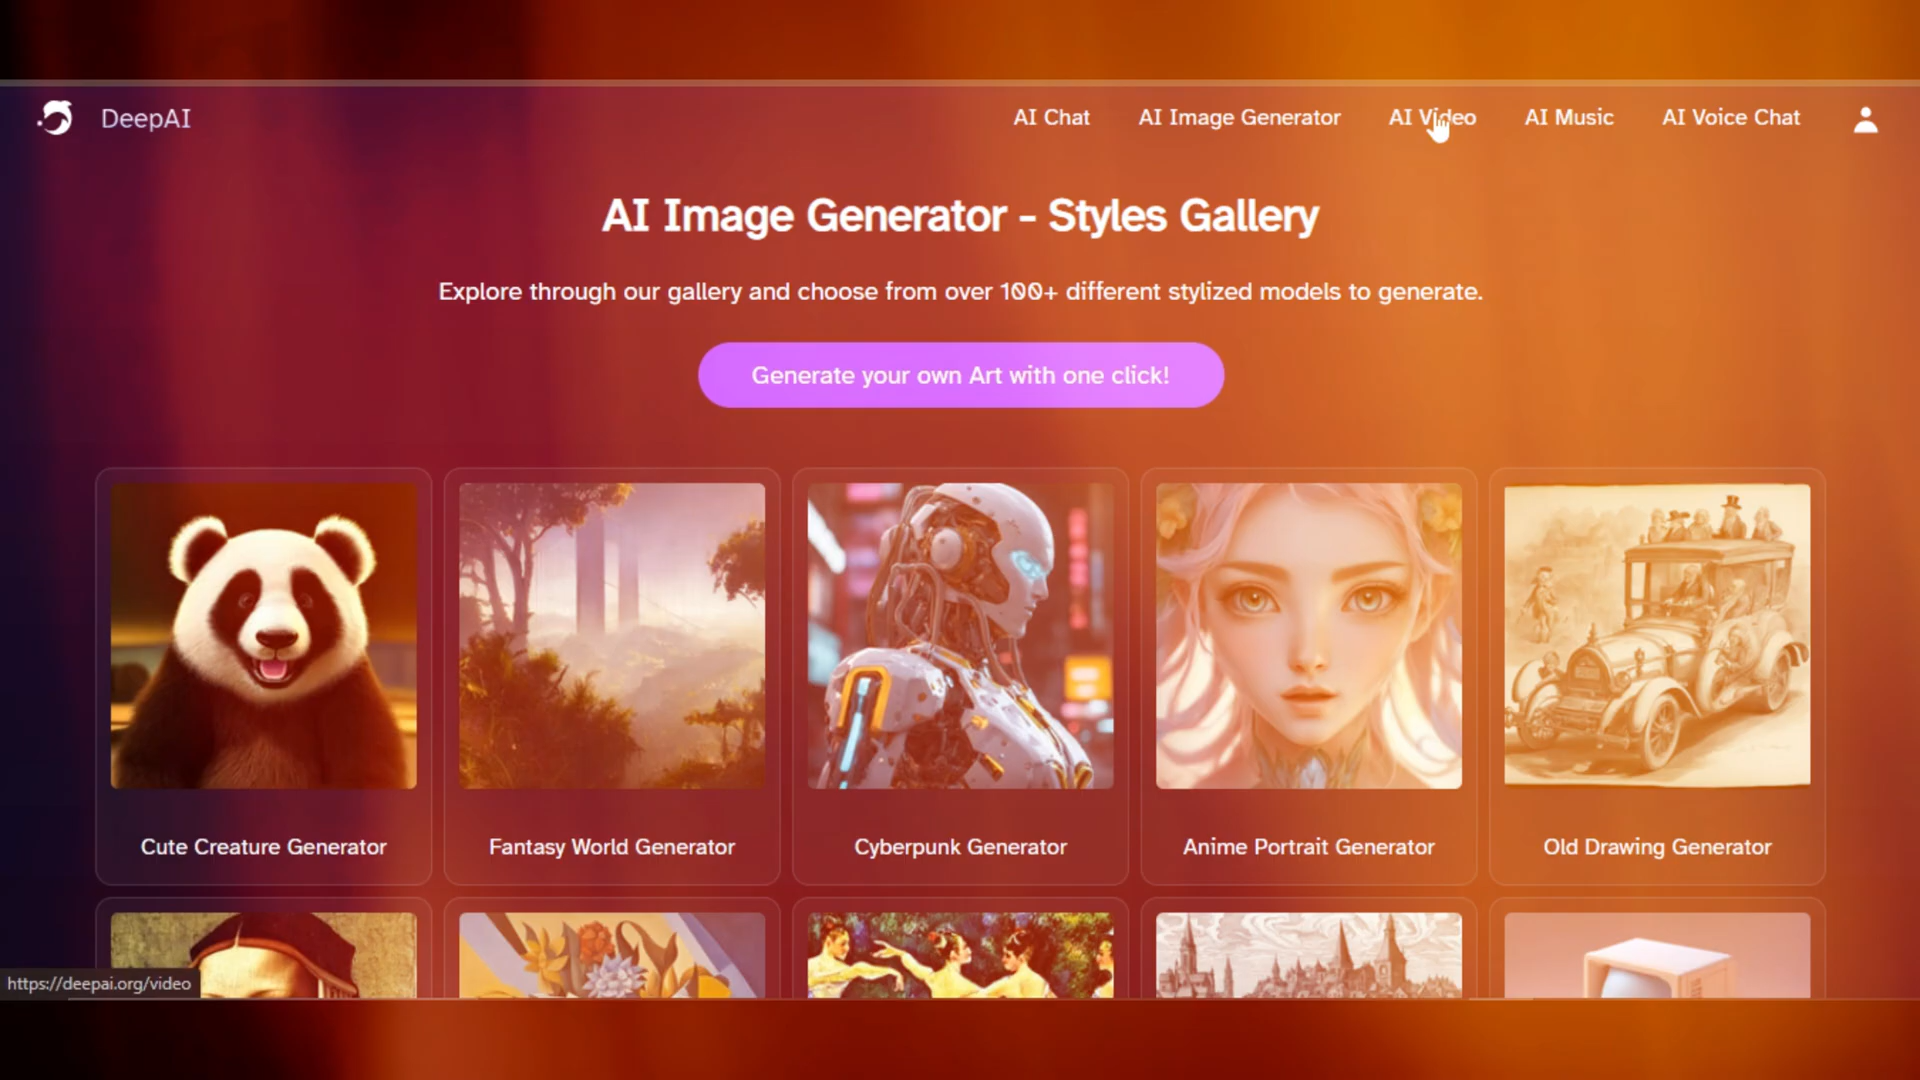 DeepAI
AI Chat
AI Image Generator
AI Video
AI Music
AI Voice Chat
AI Image Generator - Styles Gallery
Explore through our gallery and choose from over 100+ different stylized models to generate.
Generate your own Art with one click!
Cute Creature Generator
Fantasy World Generator
Cyberpunk Generator
Anime Portrait Generator
Old Drawing Generator
https://deepai.org/video